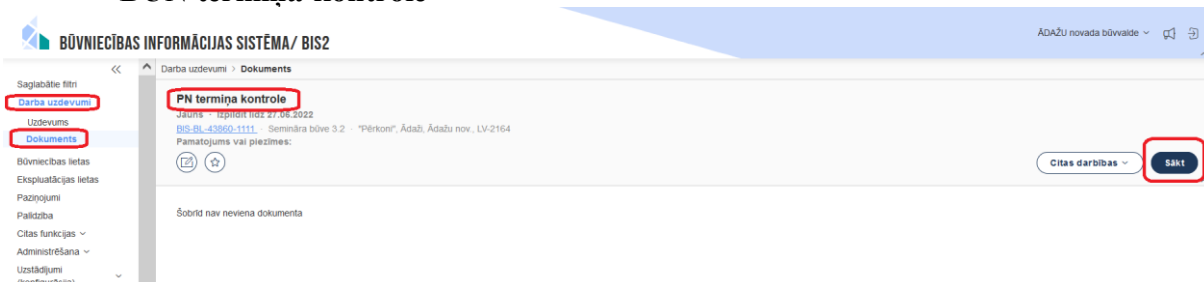 BŪVNIECĪBAS INFORMĀCIJAS SISTĒMA/ BIS2
ĀDAŽU novada būvvalde
Saglabātie filtri
Darba uzdevumi
Uzdevums
Dokuments
Būvniecības lietas
Ekspluatācijas lietas
Paziņojumi
Palīdzība
Citas funkcijas
Administrēšana
Uzstādījumi
Darba uzdevumi > Dokuments
PN termiņa kontrole
Jauns · Izpildīt līdz 27.06.2022
BIS-BL-43860-1111 · Semināra būve 3.2 · "Pērkoni", Ādaži, Ādažu nov., LV-2164
Pamatojums vai piezīmes:
Citas darbības
Sākt
Šobrīd nav neviena dokumenta